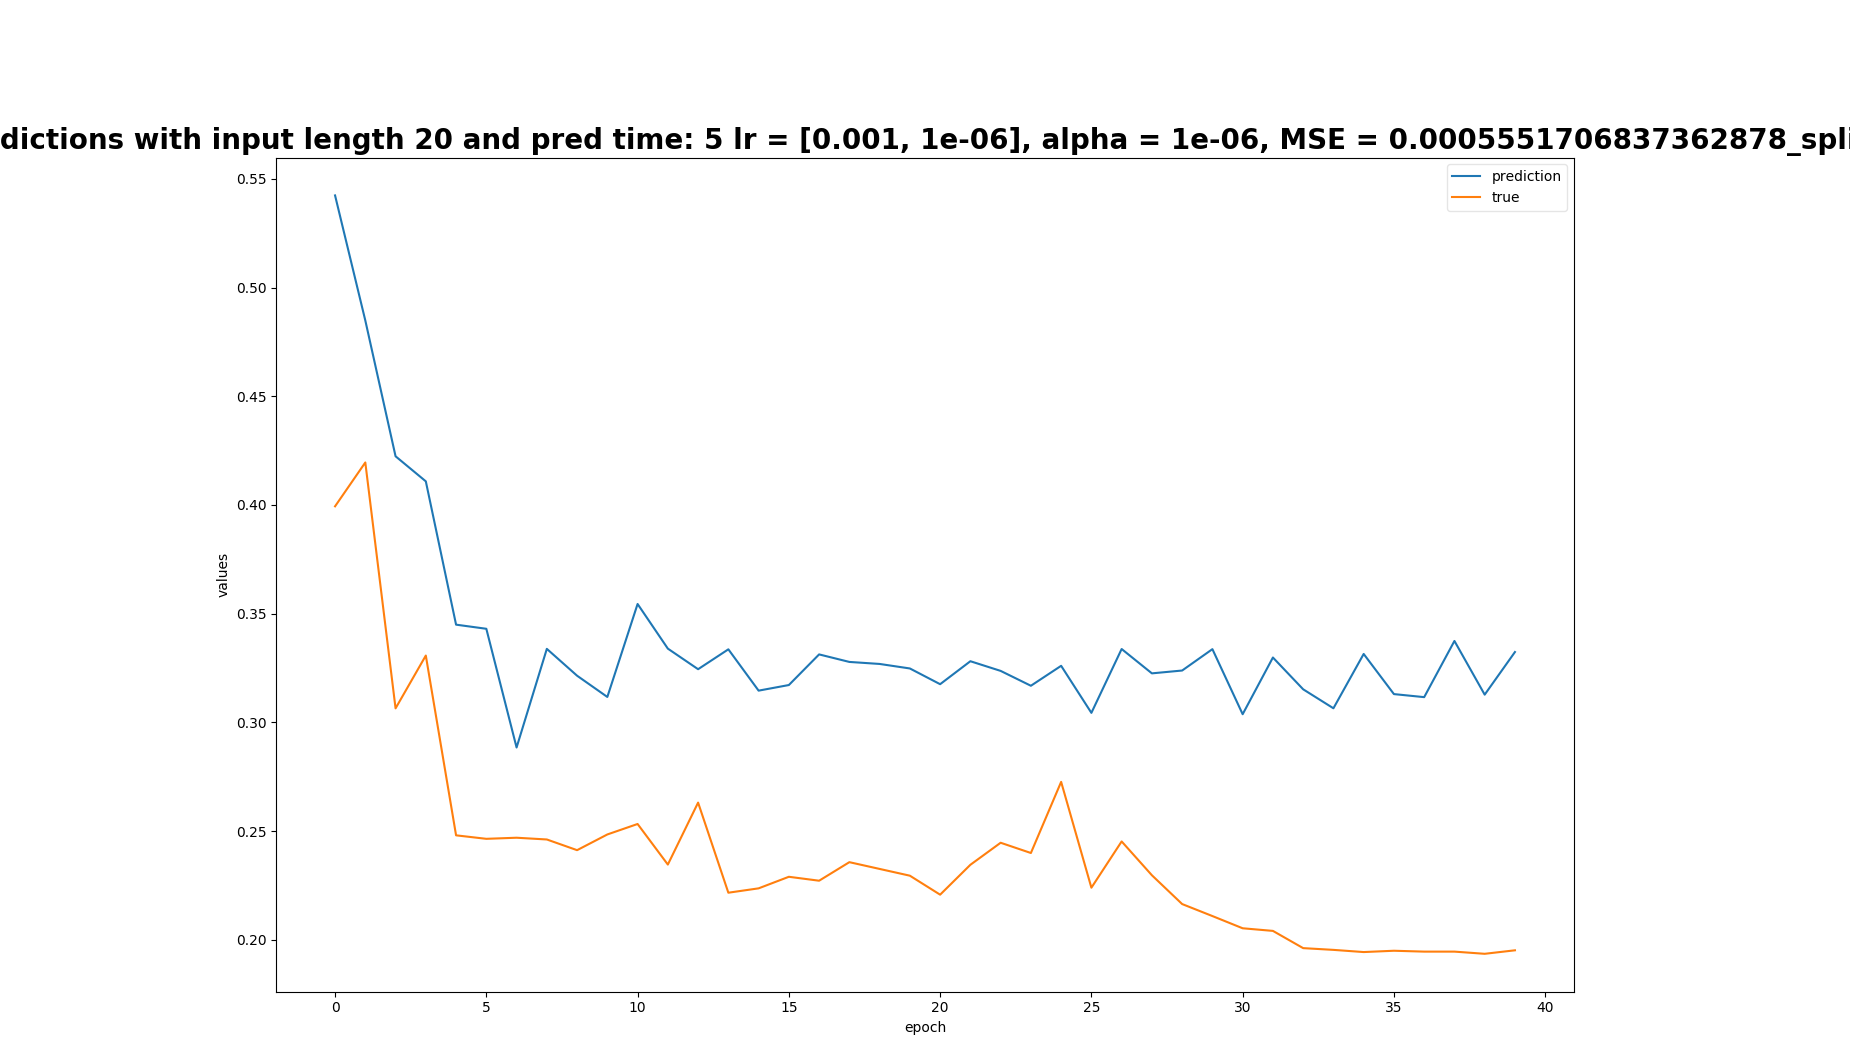 dictions with input length 20 and pred time: 5 lr = [0.001, 1e-06], alpha = 1e-06, MSE = 0.0005551706837362878_spli
prediction
true
0.55
0.50
0.45
0.40
0.35
0.30
0.25
0.20
values
0 5 10 15 20 25 30 35 40
epoch